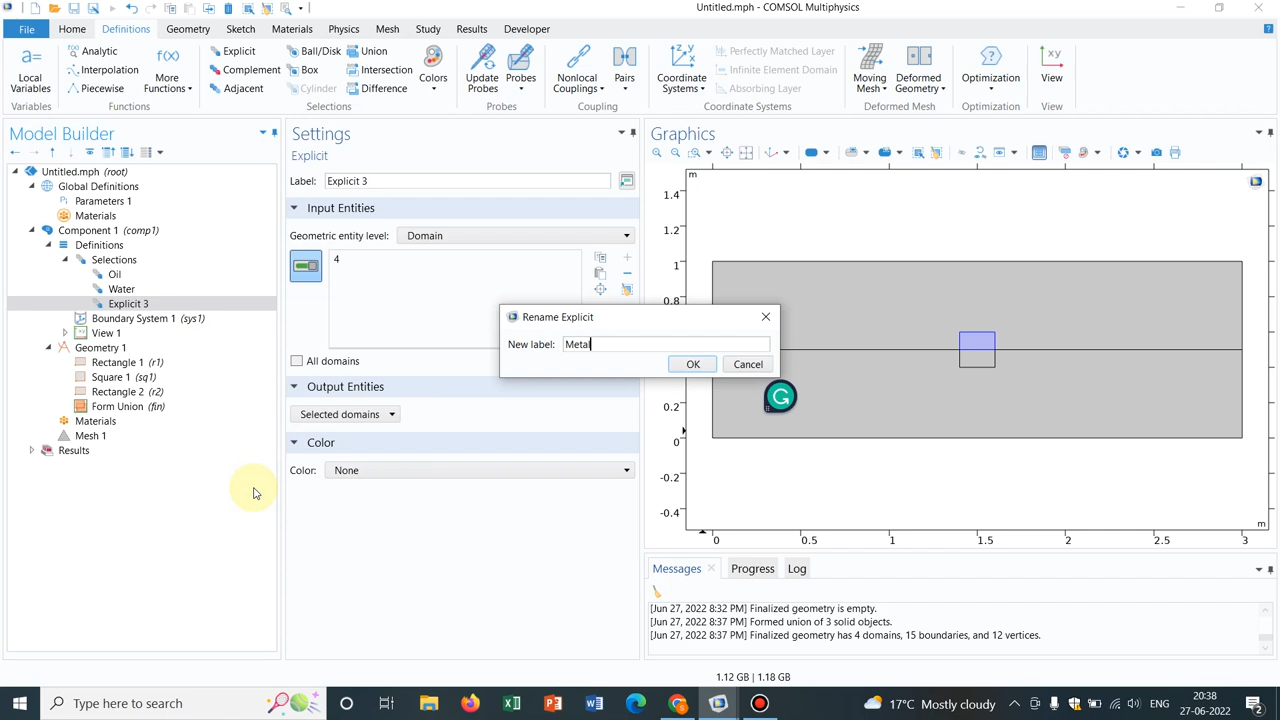 Untitled.mph - COMSOL Multiphysics
File Home Definitions Geometry Sketch Materials Physics Mesh Study Results Developer
Local Variables
Variables
Analytic
Interpolation
Piecewise
More Functions
Functions
Explicit
Complement
Adjacent
Ball/Disk
Box
Cylinder
Union
Intersection
Difference
Colors
Selections
Update Probes
Probes
Probes
Nonlocal Couplings
Pairs
Coupling
Coordinate Systems
Perfectly Matched Layer
Infinite Element Domain
Absorbing Layer
Coordinate Systems
Moving Mesh
Deformed Geometry
Deformed Mesh
Optimization
Optimization
View
View
Model Builder
Untitled.mph (root)
Global Definitions
Parameters 1
Materials
Component 1 (comp1)
Definitions
Selections
Oil
Water
Explicit 3
Boundary System 1 (sys1)
View 1
Geometry 1
Rectangle 1 (r1)
Square 1 (sq1)
Rectangle 2 (r2)
Form Union (fin)
Materials
Mesh 1
Results
Settings
Explicit
Label: Explicit 3
Input Entities
Geometric entity level: Domain
4
All domains
Output Entities
Selected domains
Color
Color: None
Rename Explicit
New label: Metal
OK Cancel
Graphics
m
1.4
1.2
1
0.8
0.2
0
-0.2
-0.4
0 0.5 1 1.5 2 2.5 3
m
Messages Progress Log
[Jun 27, 2022 8:32 PM] Finalized geometry is empty.
[Jun 27, 2022 8:37 PM] Formed union of 3 solid objects.
[Jun 27, 2022 8:37 PM] Finalized geometry has 4 domains, 15 boundaries, and 12 vertices.
1.12 GB | 1.18 GB
Type here to search
17°C Mostly cloudy
ENG
20:38
27-06-2022
2